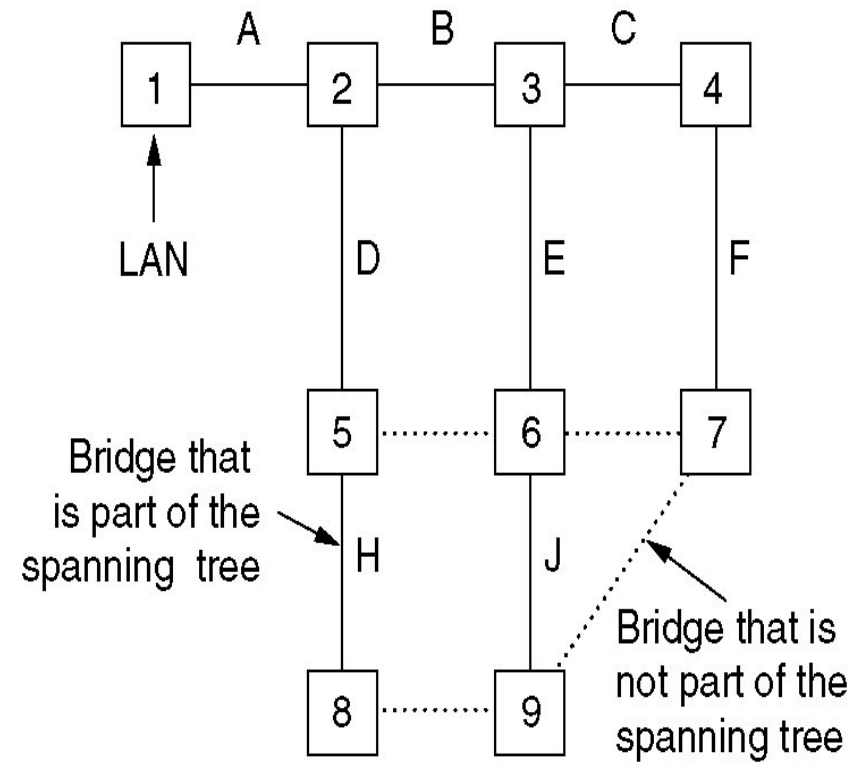 A B C
1 2 3 4
LAN
D E F
5 6 7
Bridge that
is part of the
spanning tree
H J
Bridge that is
not part of the
spanning tree
8 9